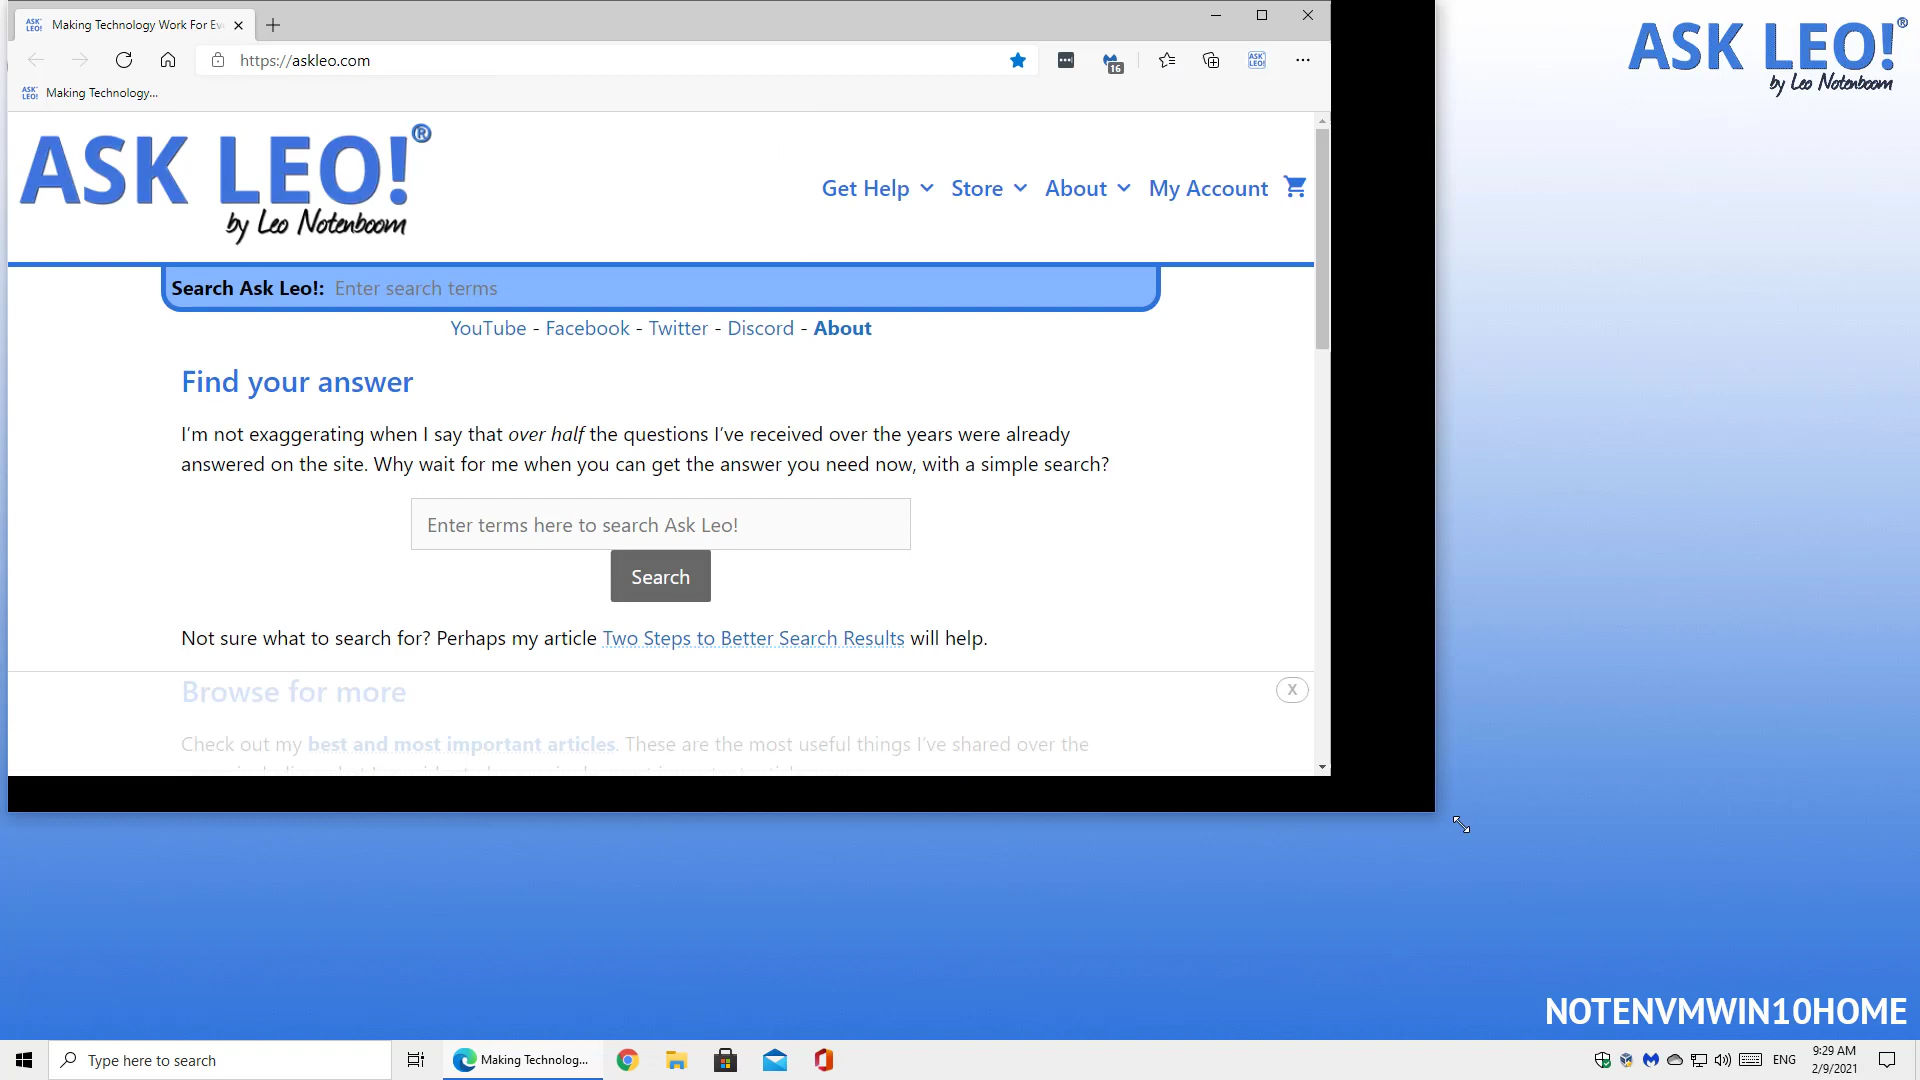 Making Technology Work For Ev
https://askleo.com
16
ASK LEO!
ASK LEO!
Making Technology...
ASK LEO!®
by Leo Notenboom
ASK LEO!®
by Leo Notenboom
Get Help Store About My Account
Search Ask Leo!: Enter search terms
YouTube - Facebook - Twitter - Discord - About
Find your answer
I'm not exaggerating when I say that over half the questions I've received over the years were already
answered on the site. Why wait for me when you can get the answer you need now, with a simple search?
Enter terms here to search Ask Leo!
Search
Not sure what to search for? Perhaps my article Two Steps to Better Search Results will help.
Browse for more
X
Check out my best and most important articles. These are the most useful things I've shared over the
NOTENVMWIN10HOME
Type here to search
Making Technolog...
ENG
9:29 AM
2/9/2021